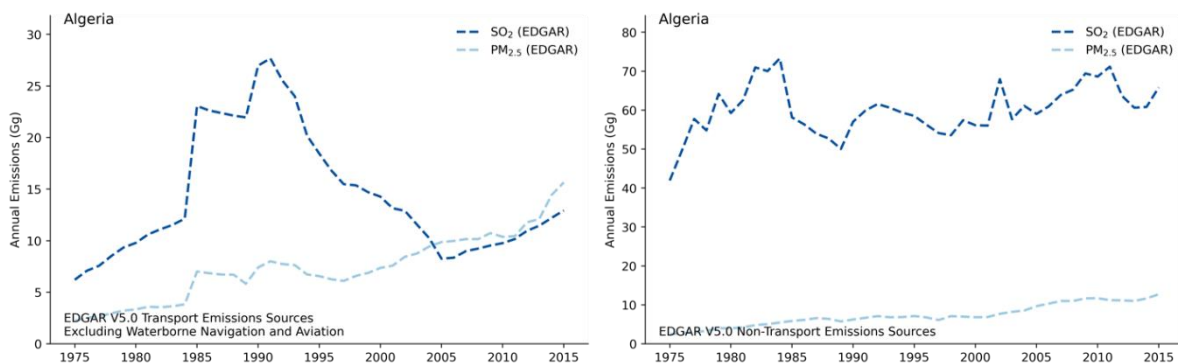 Algeria
SO₂ (EDGAR)
PM₂.₅ (EDGAR)
Annual Emissions (Gg)
30
25
20
15
10
5
0
EDGAR V5.0 Transport Emissions Sources
Excluding Waterborne Navigation and Aviation
1975 1980 1985 1990 1995 2000 2005 2010 2015
Algeria
SO₂ (EDGAR)
PM₂.₅ (EDGAR)
Annual Emissions (Gg)
80
70
60
50
40
30
20
10
0
EDGAR V5.0 Non-Transport Emissions Sources
1975 1980 1985 1990 1995 2000 2005 2010 2015